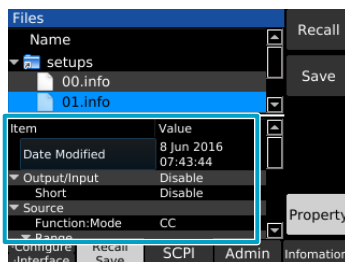 Files
Name
Recall
setups
00.info
Save
01.info
Item Value
Date Modified 8 Jun 2016 07:43:44
Output/Input Disable
Short Disable
Source
Function:Mode CC
Property
Range
Configure Interface
Recall Save
SCPI
Admin
Infomation